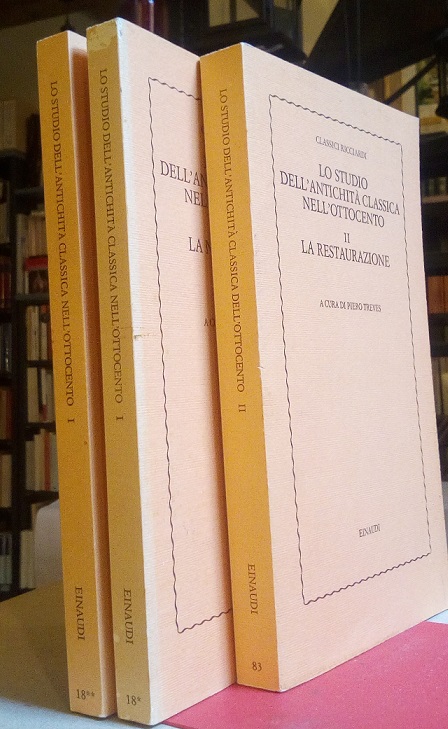 LO STUDIO DELL'ANTICHITÀ CLASSICA NELL'OTTOCENTO I
EINAUDI
18**
LO STUDIO DELL'ANTICHITÀ CLASSICA NELL'OTTOCENTO I
EINAUDI
18*
DELL'AN
NELL
LA
A
LO STUDIO DELL'ANTICHITÀ CLASSICA DELL'OTTOCENTO II
EINAUDI
83
CLASSICI RICCIARDI
LO STUDIO
DELL'ANTICHITÀ CLASSICA
NELL'OTTOCENTO
II
LA RESTAURAZIONE
A CURA DI PIERO TREVES
EINAUDI